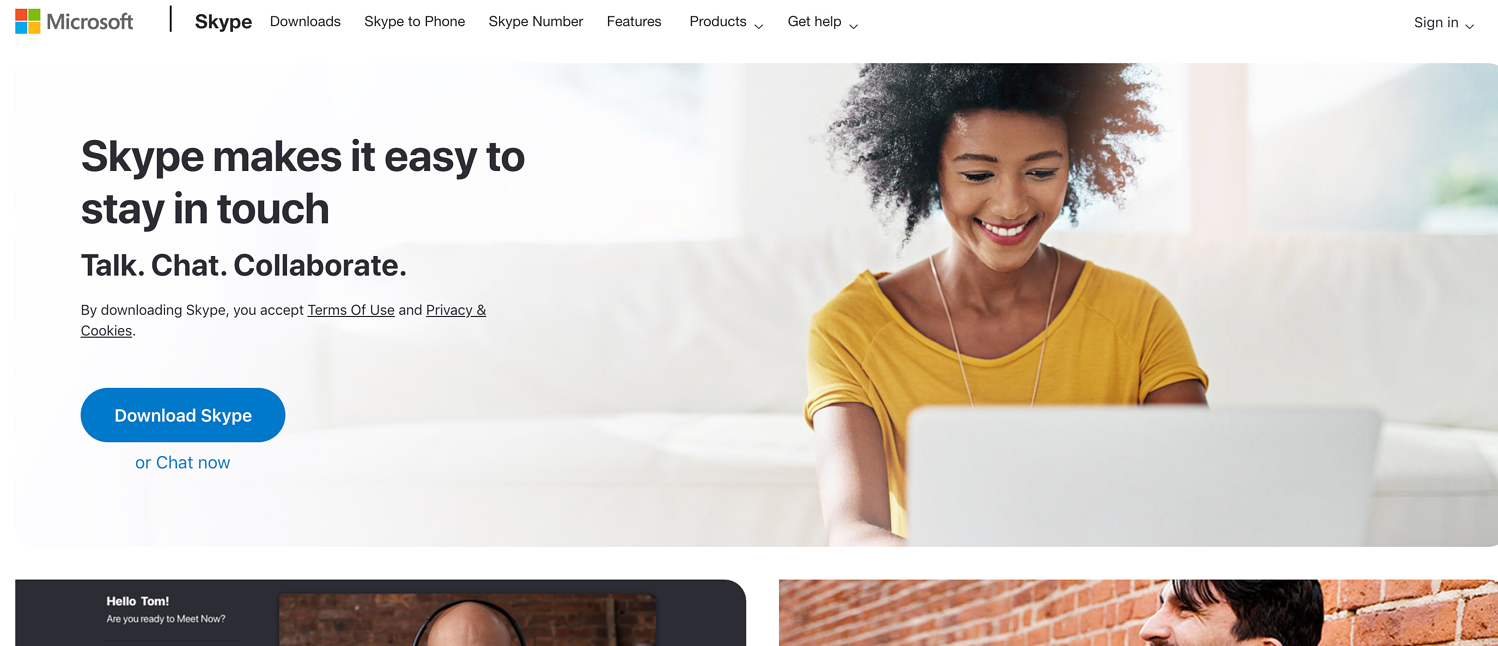 Microsoft
Skype Downloads Skype to Phone Skype Number Features Products Get help Sign in
Skype makes it easy to
stay in touch
Talk. Chat. Collaborate.
By downloading Skype, you accept Terms Of Use and Privacy &
Cookies.
Download Skype
or Chat now
Hello Tom!
Are you ready to Meet Now?